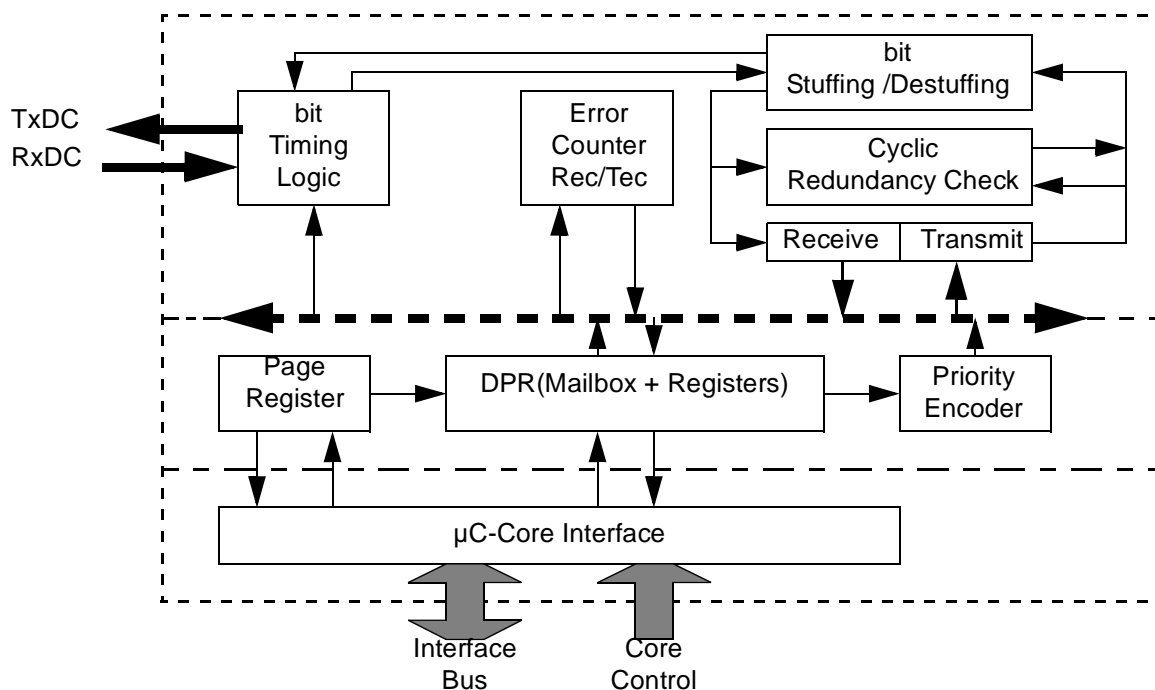 bit
Stuffing /Destuffing
TxDC
RxDC
bit
Timing
Logic
Error
Counter
Rec/Tec
Cyclic
Redundancy Check
Receive
Transmit
Page
Register
DPR(Mailbox + Registers)
Priority
Encoder
µC-Core Interface
Interface
Bus
Core
Control